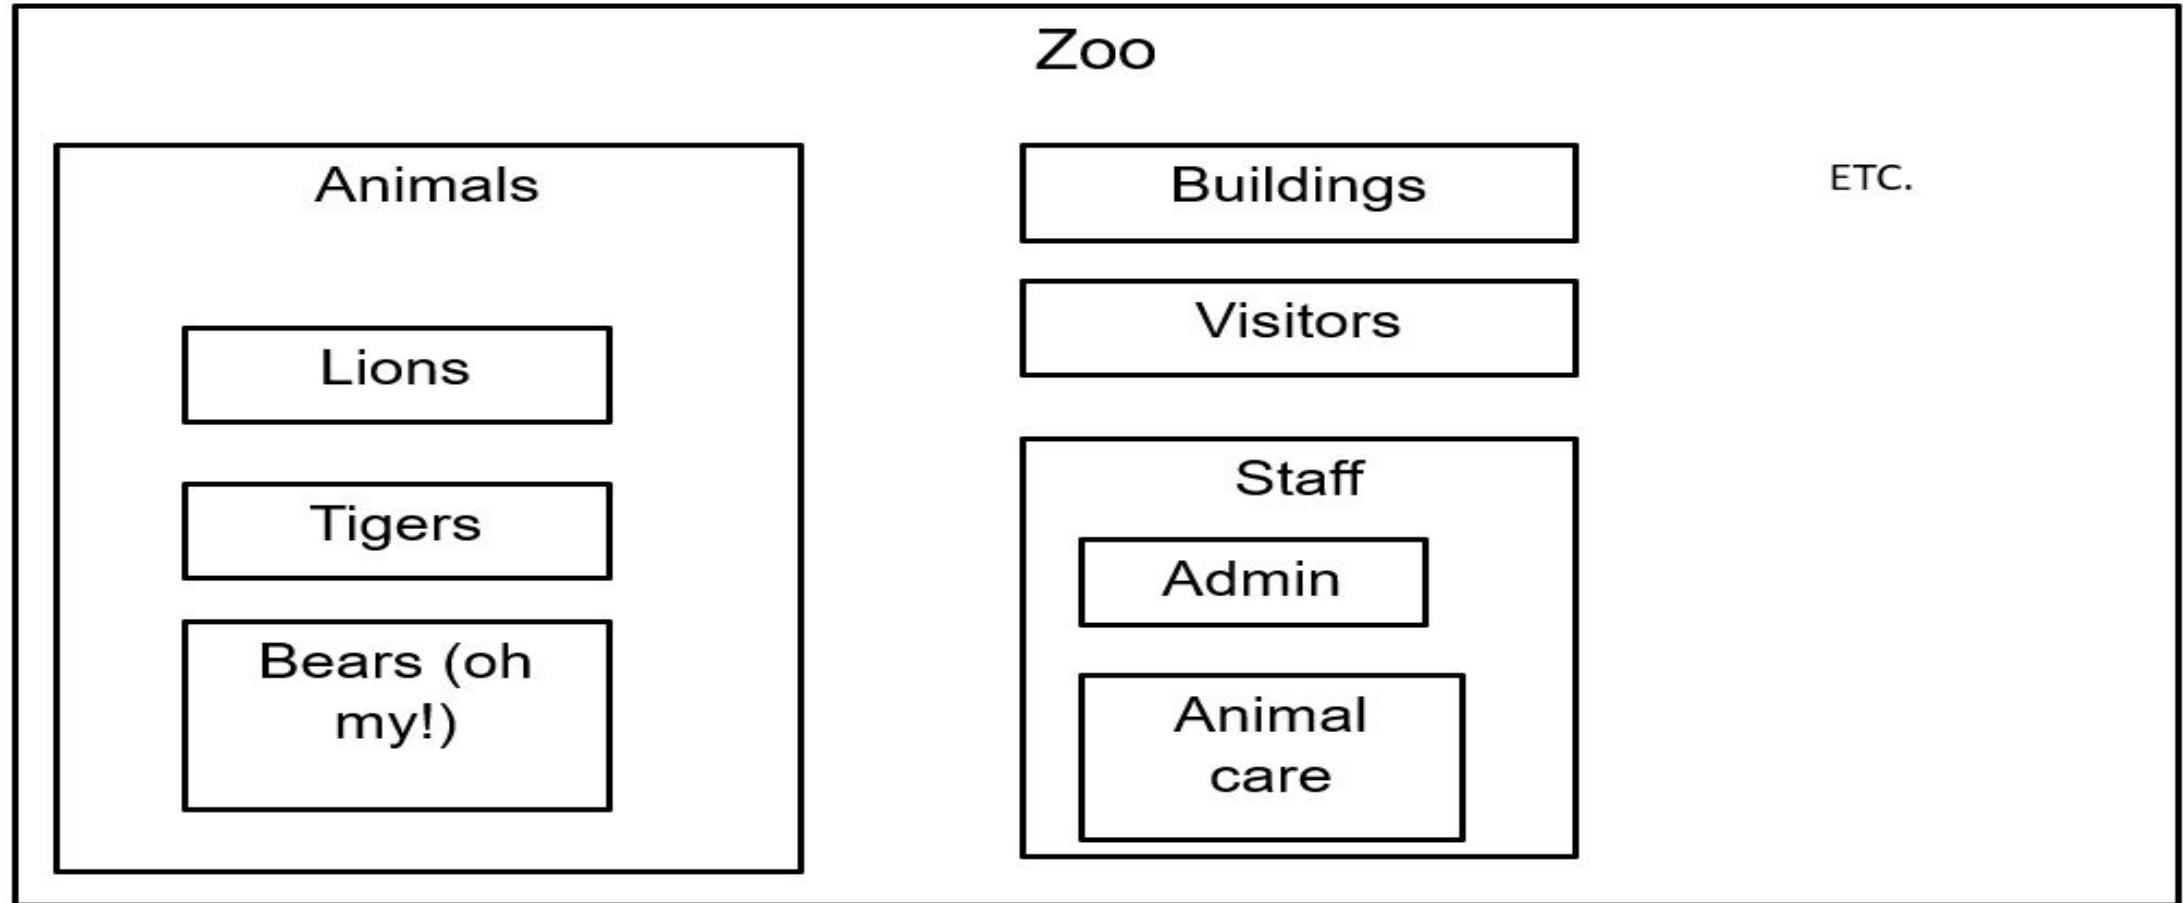 Zoo
Animals
Lions
Tigers
Bears (oh
my!)
Buildings
Visitors
Staff
Admin
Animal
care
ETC.